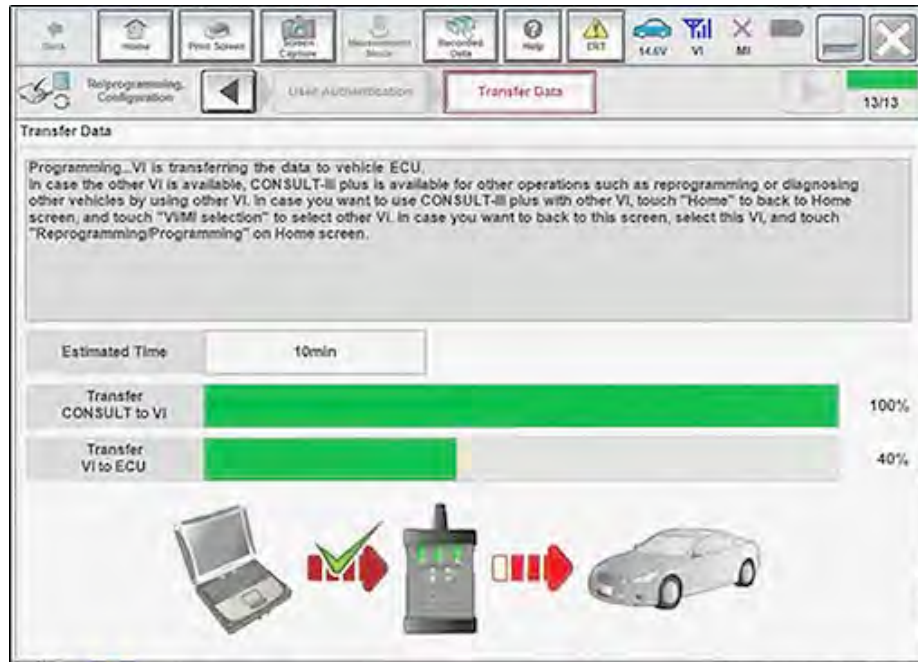 Back
Home
Print Screen
Screen Capture
Measurement Mode
Recorded Data
Help
ERT
14.6V
VI
MI
Reprogramming,
Configuration
User Authentication
Transfer Data
13/13
Transfer Data
Programming...VI is transferring the data to vehicle ECU.
In case the other VI is available, CONSULT-III plus is available for other operations such as reprogramming or diagnosing
other vehicles by using other VI. In case you want to use CONSULT-III plus with other VI, touch "Home" to back to Home
screen, and touch "VI/MI selection" to select other VI. In case you want to back to this screen, select this VI, and touch
"Reprogramming/Programming" on Home screen.
Estimated Time
10min
Transfer
CONSULT to VI
100%
Transfer
VI to ECU
40%